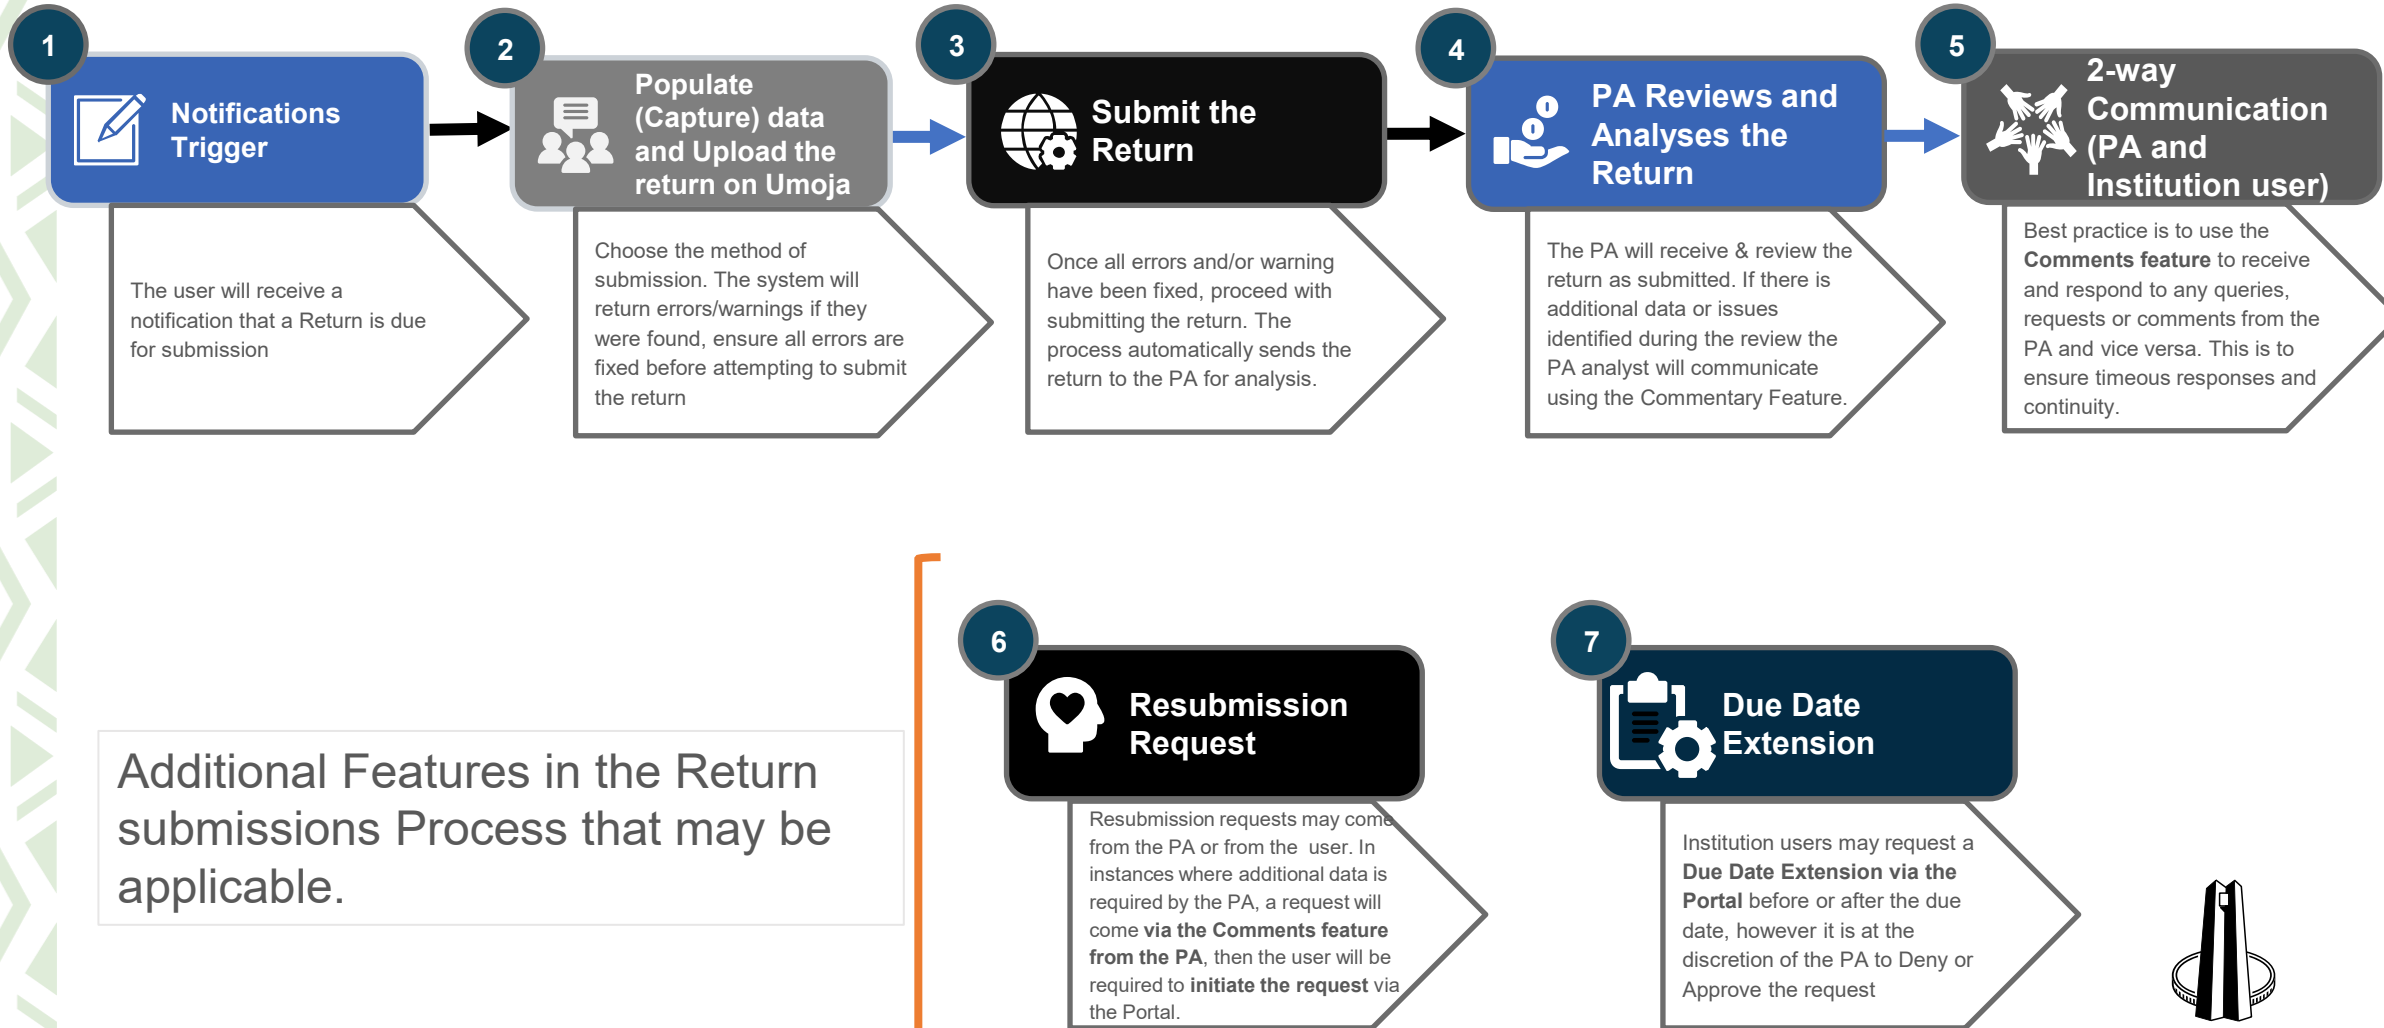 1
Notifications
Trigger
The user will receive a
notification that a Return is due
for submission
2
Populate
(Capture) data
and Upload the
return on Umoja
Choose the method of
submission. The system will
return errors/warnings if they
were found, ensure all errors are
fixed before attempting to submit
the return
3
Submit the
Return
Once all errors and/or warning
have been fixed, proceed with
submitting the return. The
process automatically sends the
return to the PA for analysis.
4
PA Reviews and
Analyses the
Return
The PA will receive & review the
return as submitted. If there is
additional data or issues
identified during the review the
PA analyst will communicate
using the Commentary Feature.
5
2-way
Communication
(PA and
Institution user)
Best practice is to use the
Comments feature to receive
and respond to any queries,
requests or comments from the
PA and vice versa. This is to
ensure timeous responses and
continuity.
Additional Features in the Return
submissions Process that may be
applicable.
6
Resubmission
Request
Resubmission requests may come
from the PA or from the user. In
instances where additional data is
required by the PA, a request will
come via the Comments feature
from the PA, then the user will be
required to initiate the request via
the Portal.
7
Due Date
Extension
Institution users may request a
Due Date Extension via the
Portal before or after the due
date, however it is at the
discretion of the PA to Deny or
Approve the request